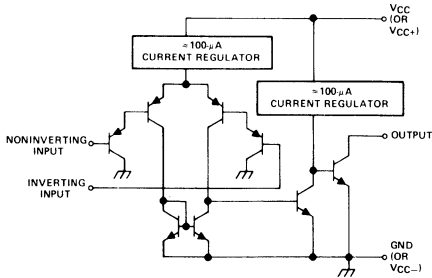 VCC
(OR
VCC+)
≈100-μA
CURRENT REGULATOR
≈100-μA
CURRENT REGULATOR
NONINVERTING
INPUT
OUTPUT
INVERTING
INPUT
GND
(OR
VCC−)